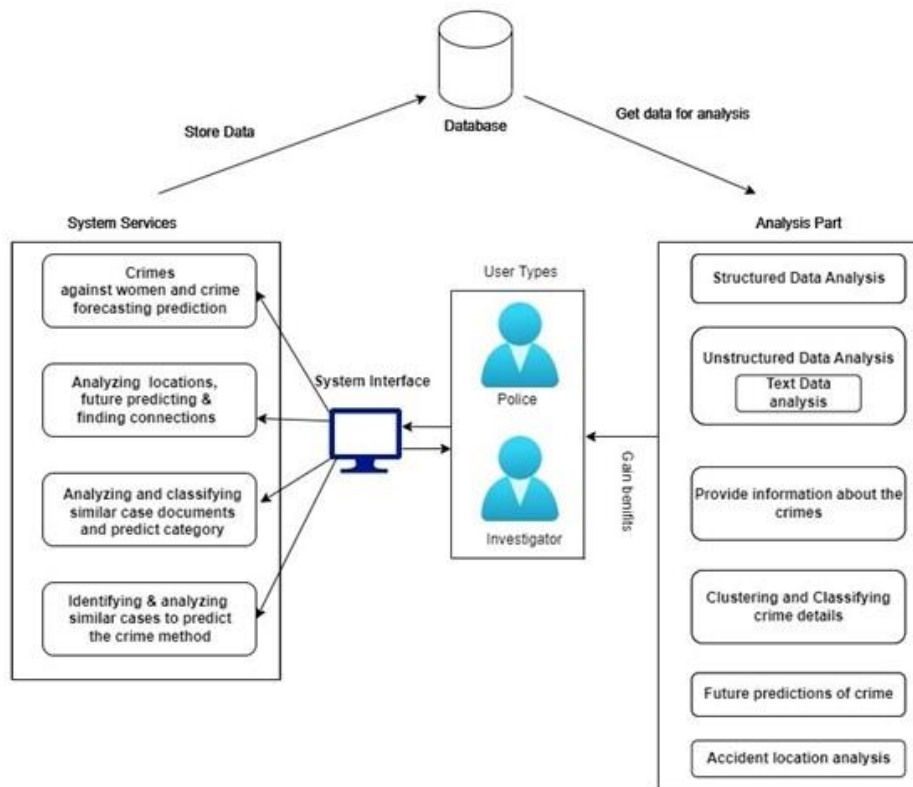 Database
Store Data
Get data for analysis
System Services
Crimes
against women and crime
forecasting prediction
Analyzing locations,
future predicting &
finding connections
Analyzing and classifying
similar case documents
and predict category
Identifying & analyzing
similar cases to predict
the crime method
System Interface
User Types
Police
Investigator
Gain benifits
Analysis Part
Structured Data Analysis
Unstructured Data Analysis
Text Data
analysis
Provide information about the
crimes
Clustering and Classifying
crime details
Future predictions of crime
Accident location analysis